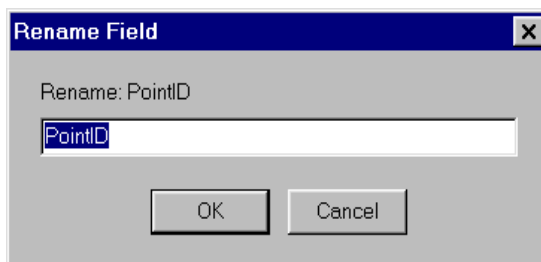 Rename Field
Rename: PointID
PointID
OK
Cancel